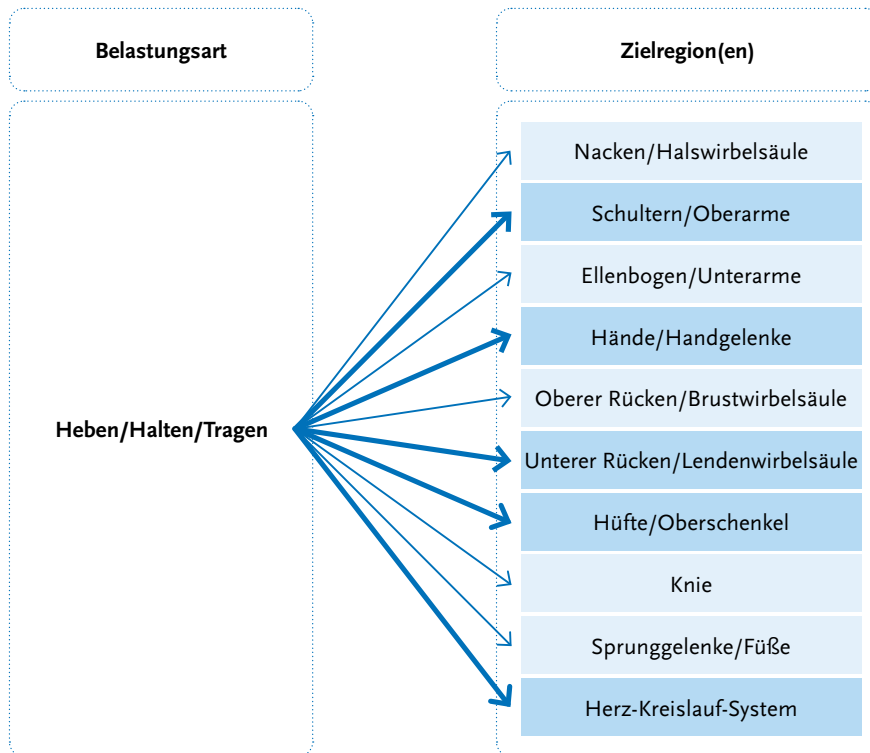 Belastungsart
Zielregion(en)
Heben/Halten/Tragen
Nacken/Halswirbelsäule
Schultern/Oberarme
Ellenbogen/Unterarme
Hände/Handgelenke
Oberer Rücken/Brustwirbelsäule
Unterer Rücken/Lendenwirbelsäule
Hüfte/Oberschenkel
Knie
Sprunggelenke/Füße
Herz-Kreislauf-System